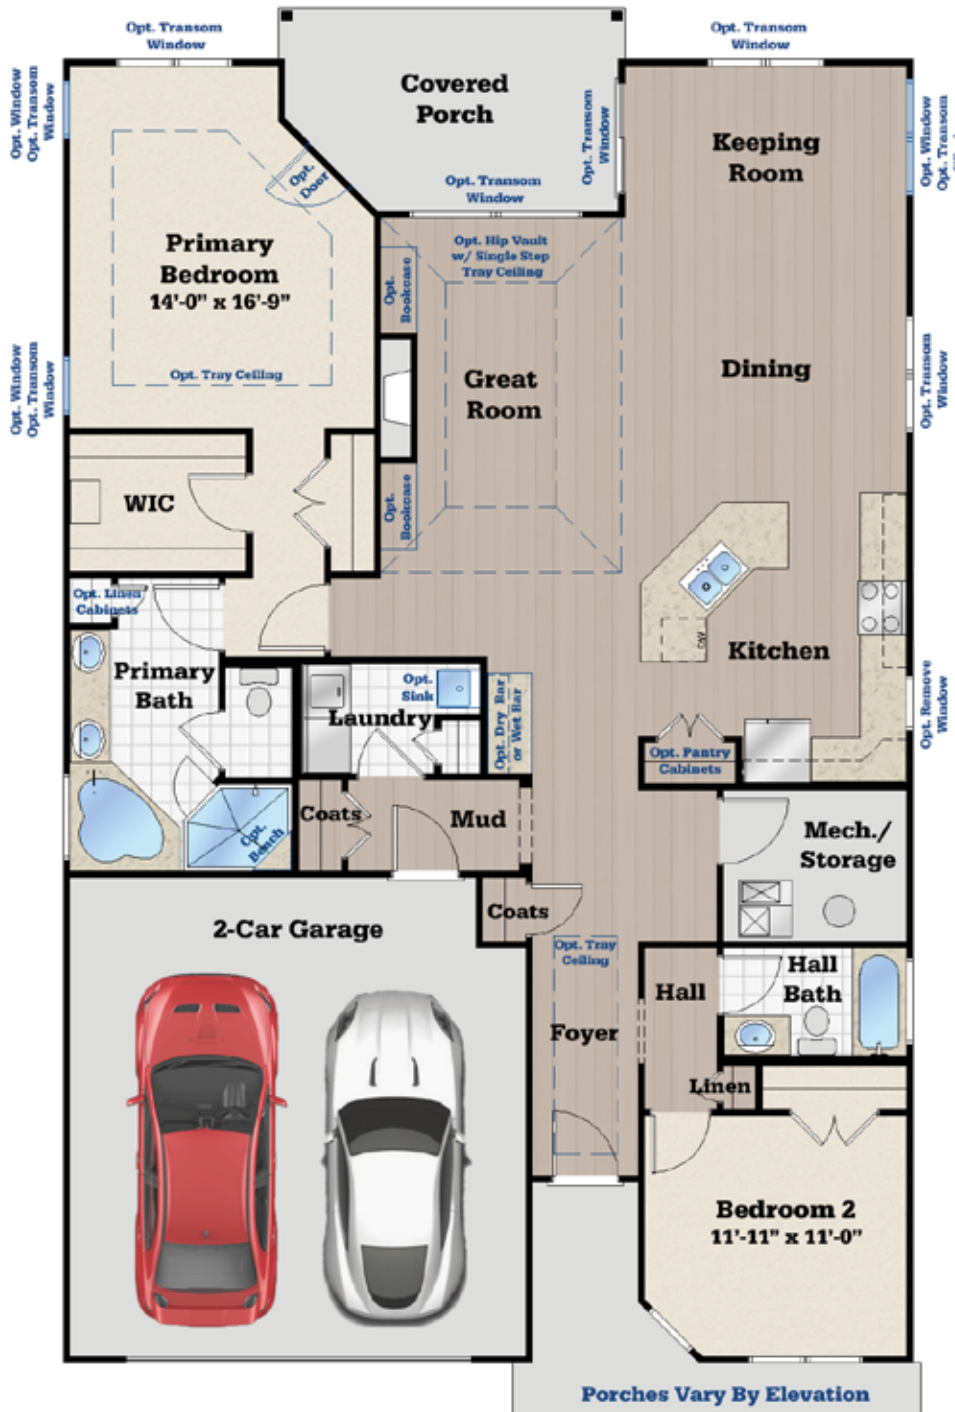 Opt. Transom
Window
Opt. Transom
Window
Opt. Window
Opt. Transom
Window
Covered
Porch
Opt. Transom
Window
Keeping
Room
Opt. Window
Opt. Transom
Opt. Door
Opt. Transom
Window
Primary
Bedroom
14'-0" x 16'-9"
Opt. Hip Vault
w/ Single Step
Tray Ceiling
Opt.
Bookcase
Opt. Window
Opt. Transom
Window
Opt. Tray Ceiling
Great
Room
Dining
Opt. Transom
Window
WIC
Opt.
Bookcase
Opt. Linen
Cabinets
DW
Primary
Bath
Opt.
Sink
Laundry
Opt. Dry Bar
or Wet Bar
Kitchen
Opt. Remove
Window
Opt. Pantry
Cabinets
Opt.
Bench
Coats
Mud
Mech./
Storage
Coats
2-Car Garage
Opt. Tray
Ceiling
Foyer
Hall
Hall
Bath
Linen
Bedroom 2
11'-11" x 11'-0"
Porches Vary By Elevation